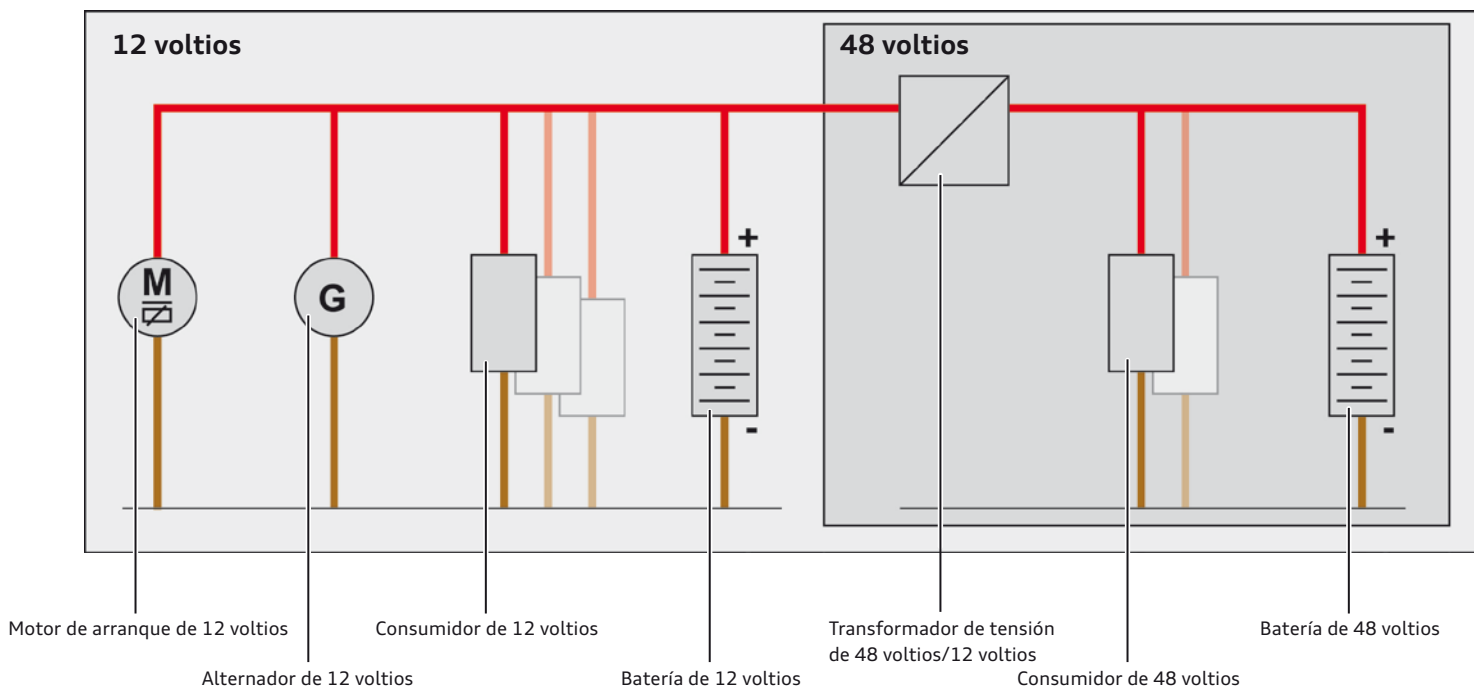 12 voltios
48 voltios
M
G
+
-
+
-
Motor de arranque de 12 voltios
Alternador de 12 voltios
Consumidor de 12 voltios
Batería de 12 voltios
Transformador de tensión
de 48 voltios/12 voltios
Consumidor de 48 voltios
Batería de 48 voltios